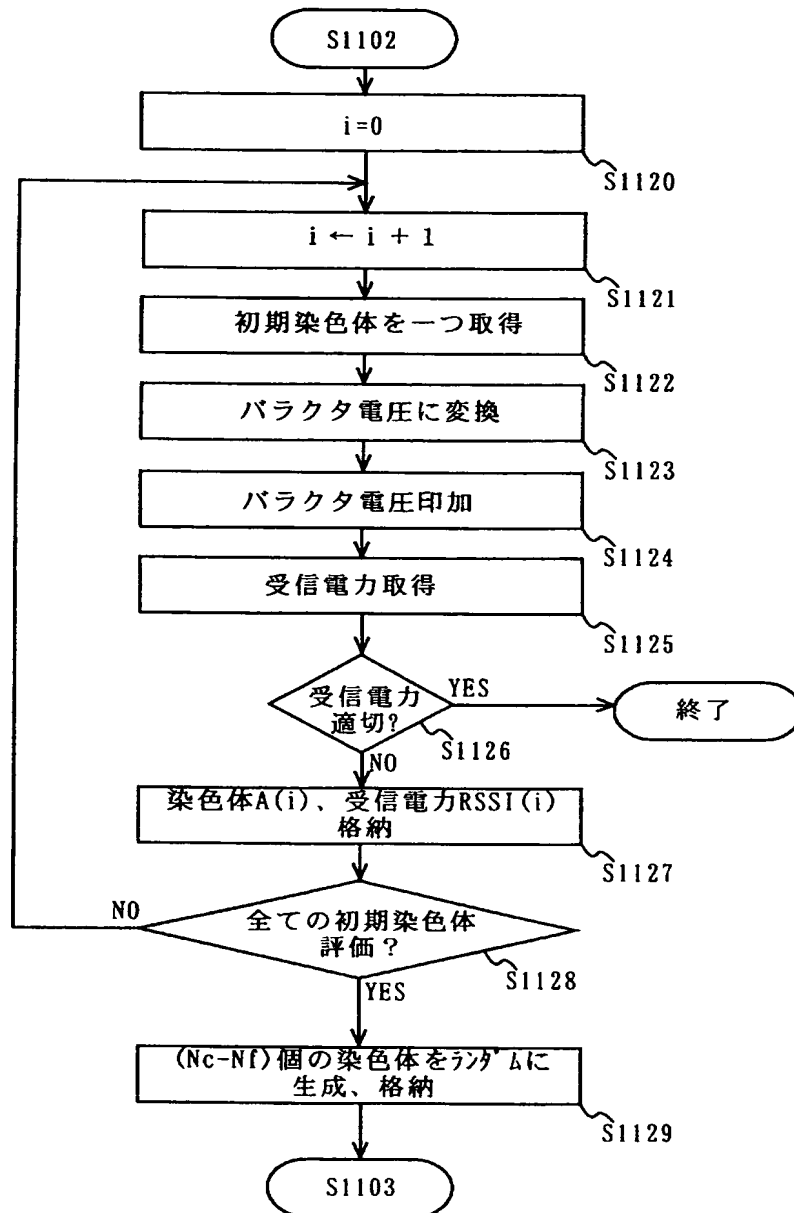 S1102
i=0
S1120
i ← i + 1
S1121
初期染色体を一つ取得
S1122
バラクタ電圧に変換
S1123
バラクタ電圧印加
S1124
受信電力取得
S1125
受信電力
適切?
YES
終了
S1126
NO
染色体A(i)、受信電力RSSI(i)
格納
S1127
NO
全ての初期染色体
評価？
S1128
YES
(Nc-Nf)個の染色体をﾗﾝﾀﾞﾑに
生成、格納
S1129
S1103